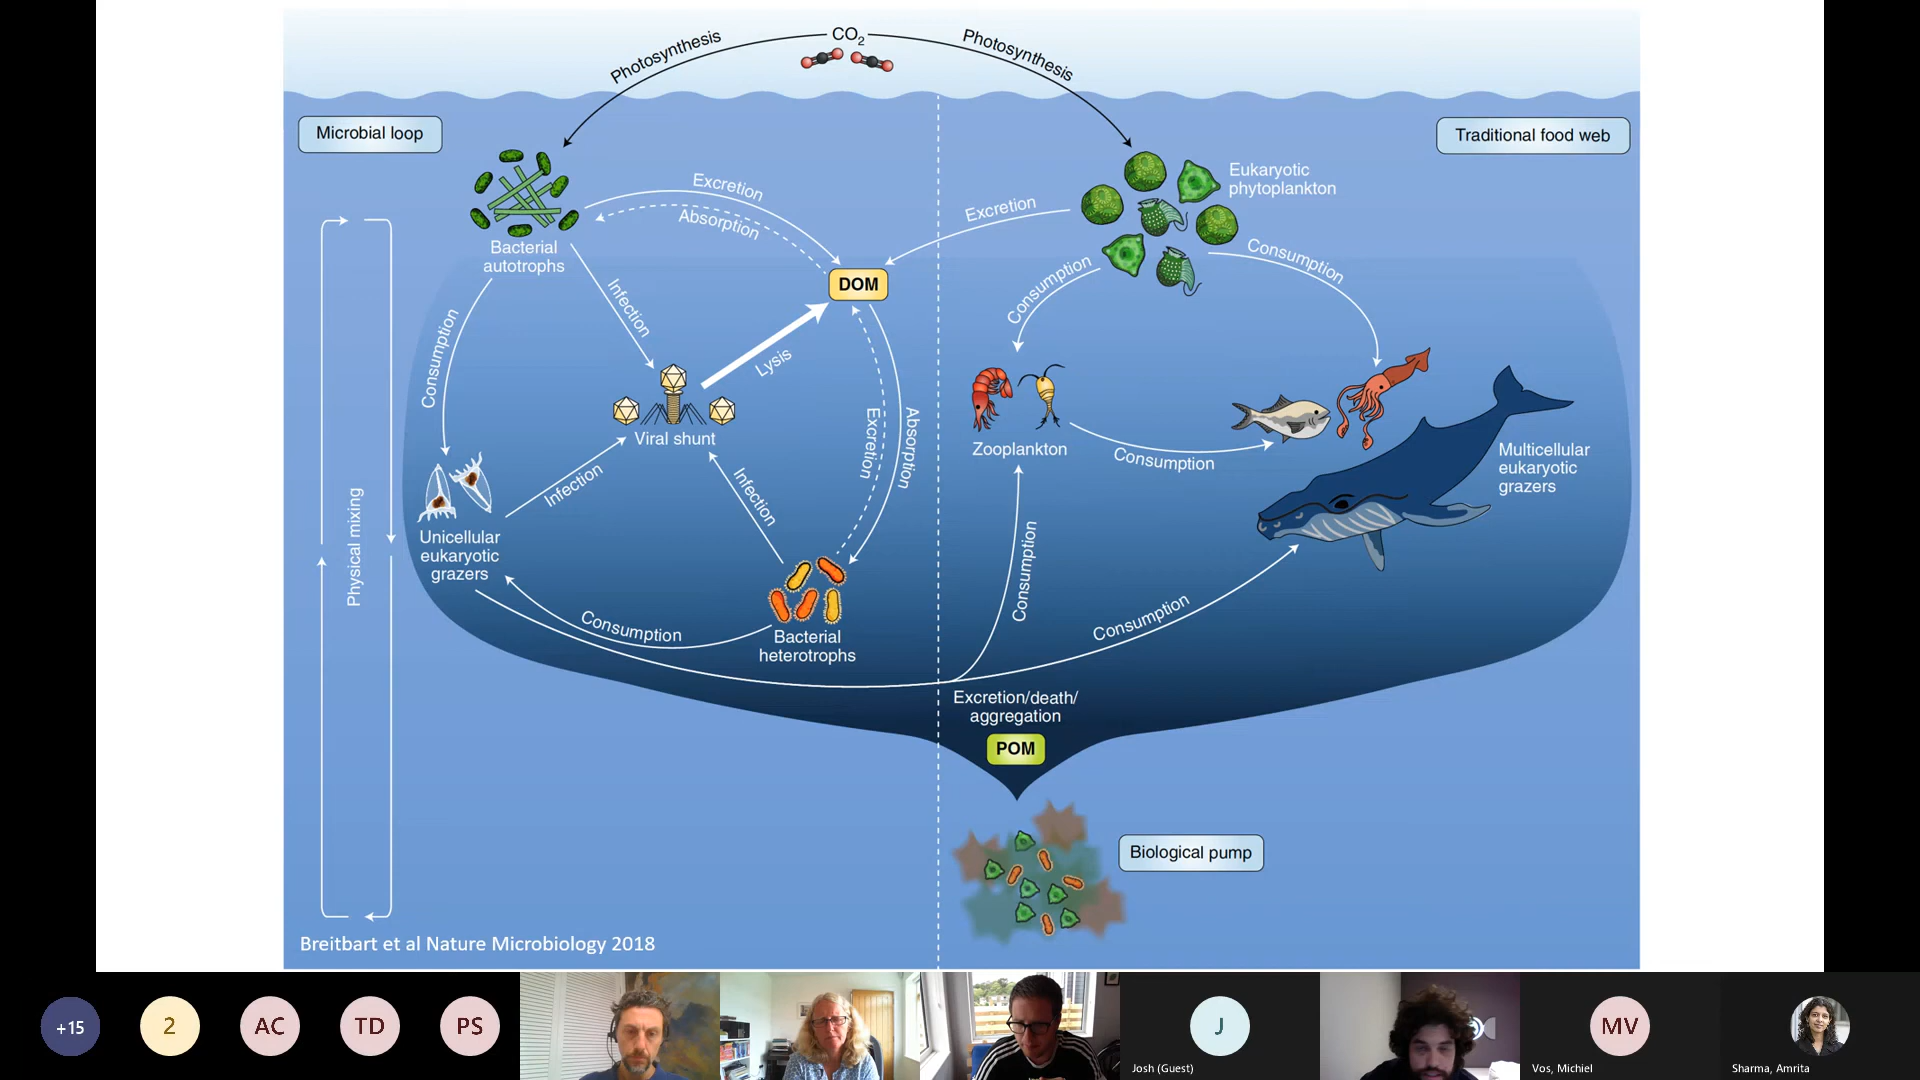 CO2
Photosynthesis
Photosynthesis
Microbial loop
Traditional food web
Eukaryotic
phytoplankton
Excretion
Absorption
Excretion
Bacterial
autotrophs
Consumption
Consumption
DOM
Infection
Consumption
Lysis
Viral shunt
Excretion
Absorption
Zooplankton
Consumption
Multicellular
eukaryotic
grazers
Infection
Infection
Unicellular
eukaryotic
grazers
Physical mixing
Consumption
Consumption
Consumption
Bacterial
heterotrophs
Excretion/death/
aggregation
POM
Biological pump
Breitbart et al Nature Microbiology 2018
+15
2
AC
TD
PS
J
MV
Josh (Guest)
Vos, Michiel
Sharma, Amrita